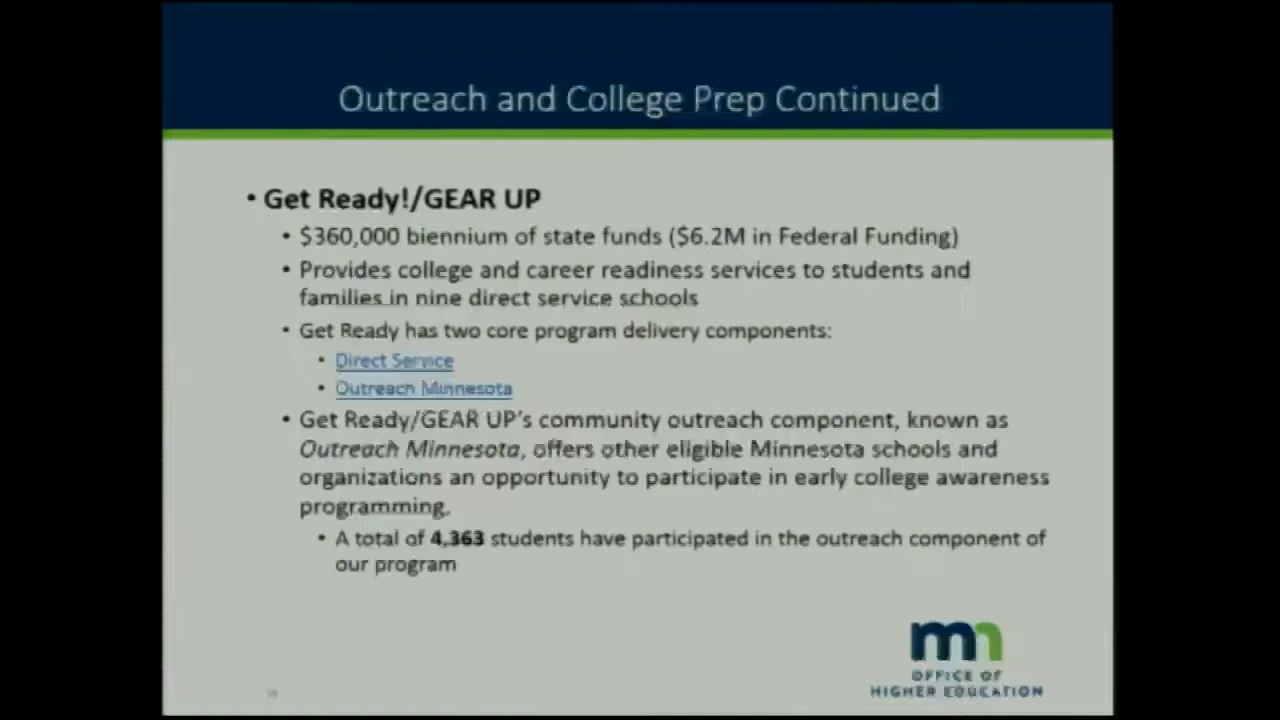 Outreach and College Prep Continued
• Get Ready!/GEAR UP
• $360,000 biennium of state funds ($6.2M in Federal Funding)
• Provides college and career readiness services to students and
families in nine direct service schools
• Get Ready has two core program delivery components:
• Direct Service
• Outreach Minnesota
• Get Ready/GEAR UP's community outreach component, known as
Outreach Minnesota, offers other eligible Minnesota schools and
organizations an opportunity to participate in early college awareness
programming.
• A total of 4,363 students have participated in the outreach component of
our program
mn
OFFICE OF
HIGHER EDUCATION